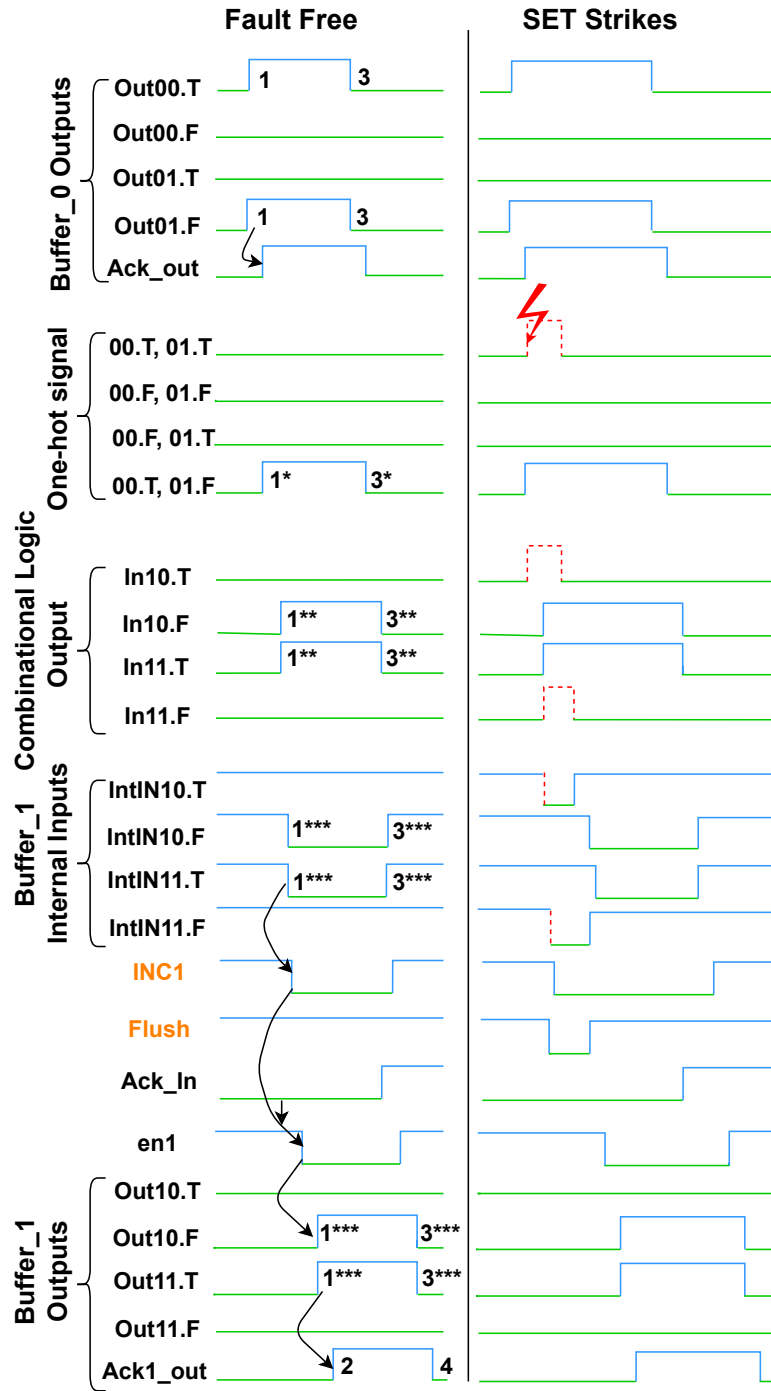 Fault Free
SET Strikes
Buffer_0 Outputs
Out00.T
1
3
Out00.F
Out01.T
Out01.F
1
3
Ack_out
One-hot signal
00.T, 01.T
00.F, 01.F
00.F, 01.T
00.T, 01.F
1*
3*
Combinational Logic
Output
In10.T
In10.F
1**
3**
In11.T
1**
3**
In11.F
Buffer_1
Internal Inputs
IntIN10.T
IntIN10.F
1***
3***
IntIN11.T
1***
3***
IntIN11.F
INC1
Flush
Ack_In
en1
Buffer_1
Outputs
Out10.T
Out10.F
1***
3***
Out11.T
1***
3***
Out11.F
Ack1_out
2
4